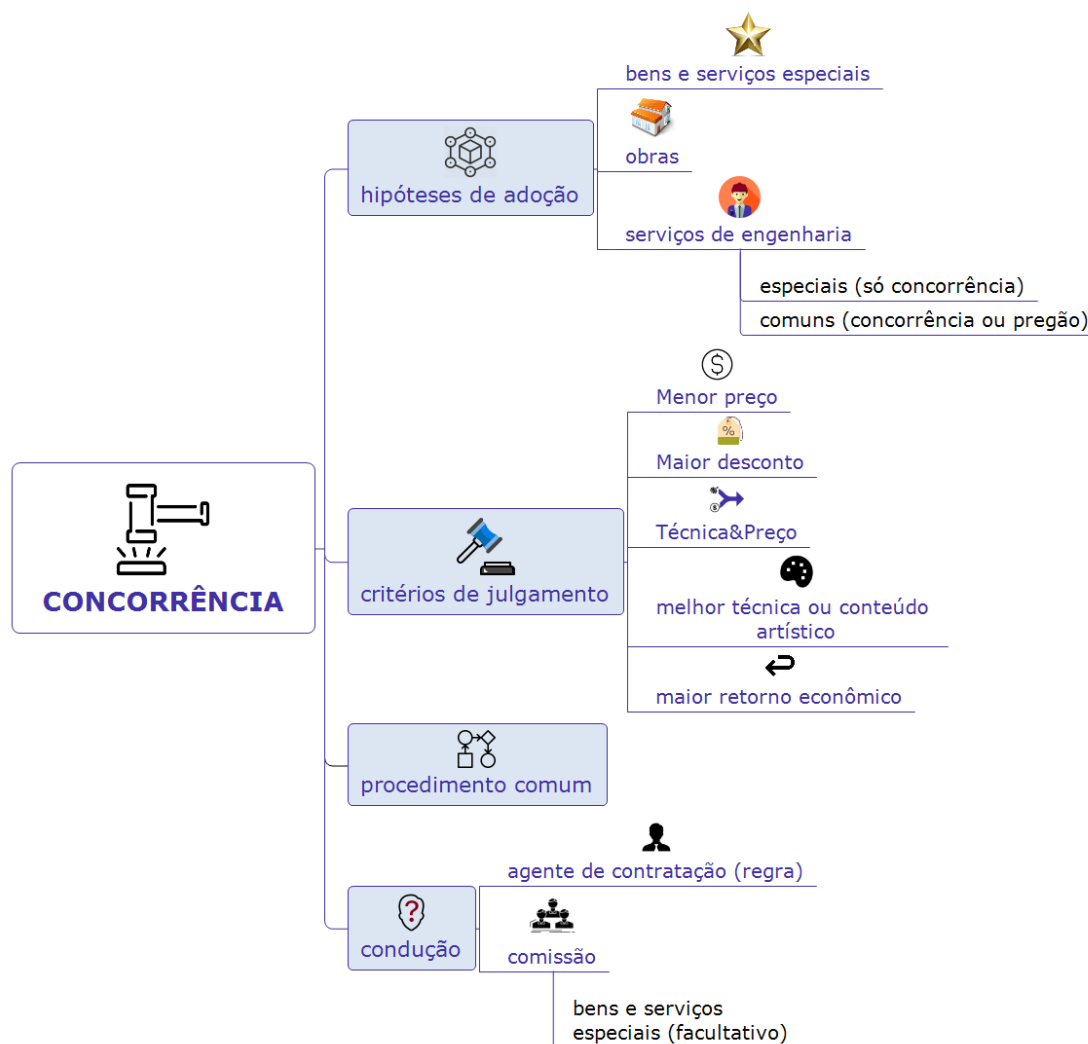 bens e serviços especiais
obras
hipóteses de adoção
serviços de engenharia
especiais (só concorrência)
comuns (concorrência ou pregão)
$
Menor preço
%
Maior desconto
$
Técnica&Preço
CONCORRÊNCIA
critérios de julgamento
melhor técnica ou conteúdo
artístico
maior retorno econômico
procedimento comum
agente de contratação (regra)
?
condução
comissão
bens e serviços
especiais (facultativo)